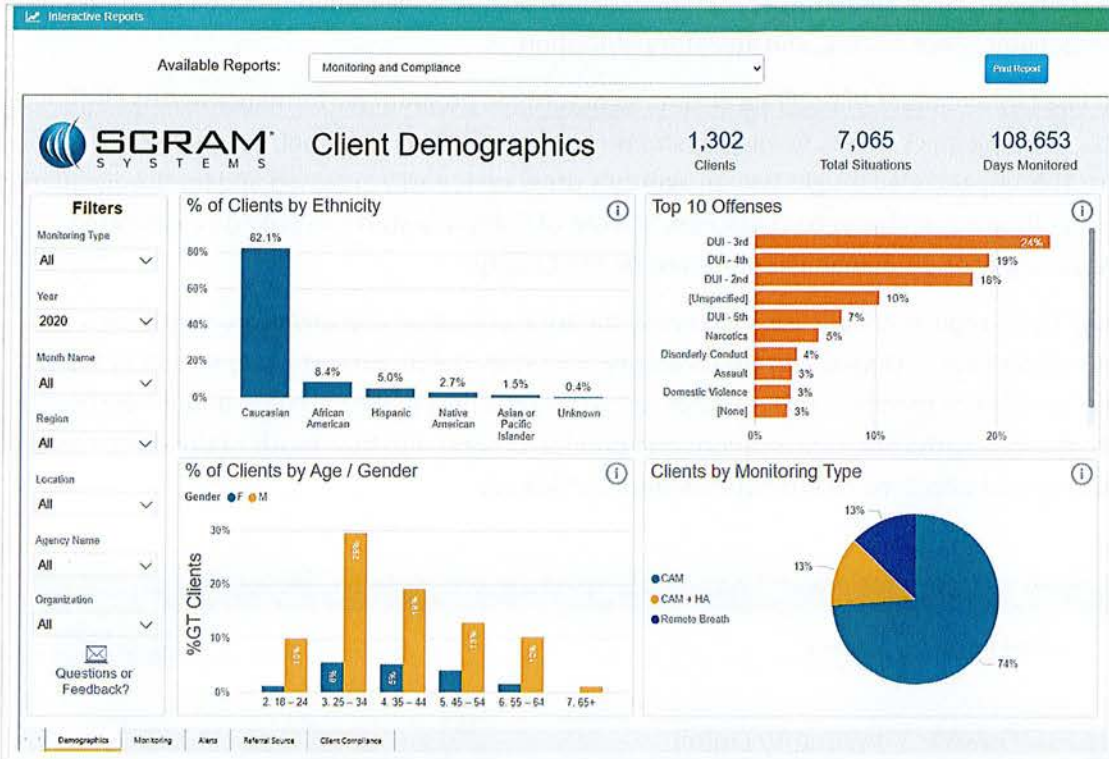 Interactive Reports
Available Reports:
Monitoring and Compliance
Print Report
SCRAM
SYSTEMS
Client Demographics
1,302
Clients
7,065
Total Situations
108,653
Days Monitored
Filters
Monitoring Type
All
Year
2020
Month Name
All
Region
All
Location
All
Agency Name
All
Organization
All
Questions or
Feedback?
% of Clients by Ethnicity
80%
60%
40%
20%
0%
82.1%
8.4%
5.0%
2.7%
1.5%
0.4%
Caucasian
African
American
Hispanic
Native
American
Asian or
Pacific
Islander
Unknown
Top 10 Offenses
DUI - 3rd
24%
DUI - 4th
19%
DUI - 2nd
18%
[Unspecified]
10%
DUI - 5th
7%
Narcotics
5%
Disorderly Conduct
4%
Assault
3%
Domestic Violence
3%
[None]
3%
0%
10%
20%
% of Clients by Age / Gender
Gender
F
M
%GT Clients
30%
20%
10%
0%
10%
6%
29%
5%
19%
13%
10%
2. 18 – 24
3. 25 – 34
4. 35 – 44
5. 45 – 54
6. 55 – 64
7. 65+
Clients by Monitoring Type
CAM
CAM + HA
Remote Breath
13%
13%
74%
Demographics
Monitoring
Alerts
Referral Source
Client Compliance